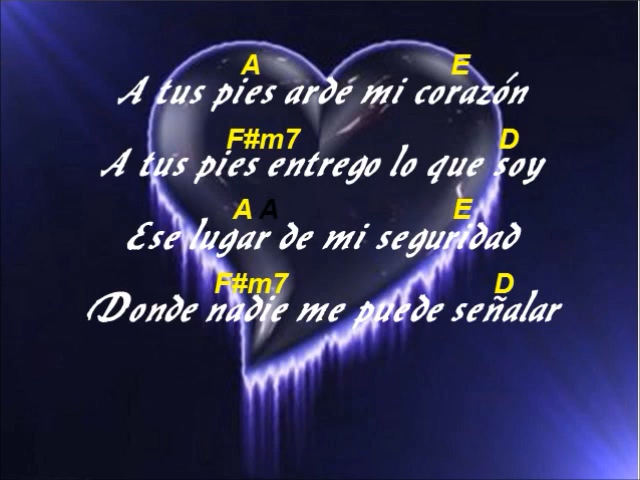 A E
A tus pies ardé mi corazón
F#m7 D
A tus pies entrego lo que soy
A A E
Ese lugar de mi seguridad
F#m7 D
Donde nadie me puede señalar